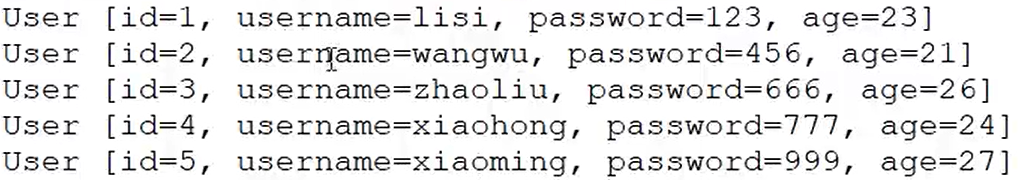 User [id=1, username=lisi, password=123, age=23]
User [id=2, username=wangwu, password=456, age=21]
User [id=3, username=zhaoliu, password=666, age=26]
User [id=4, username=xiaohong, password=777, age=24]
User [id=5, username=xiaoming, password=999, age=27]